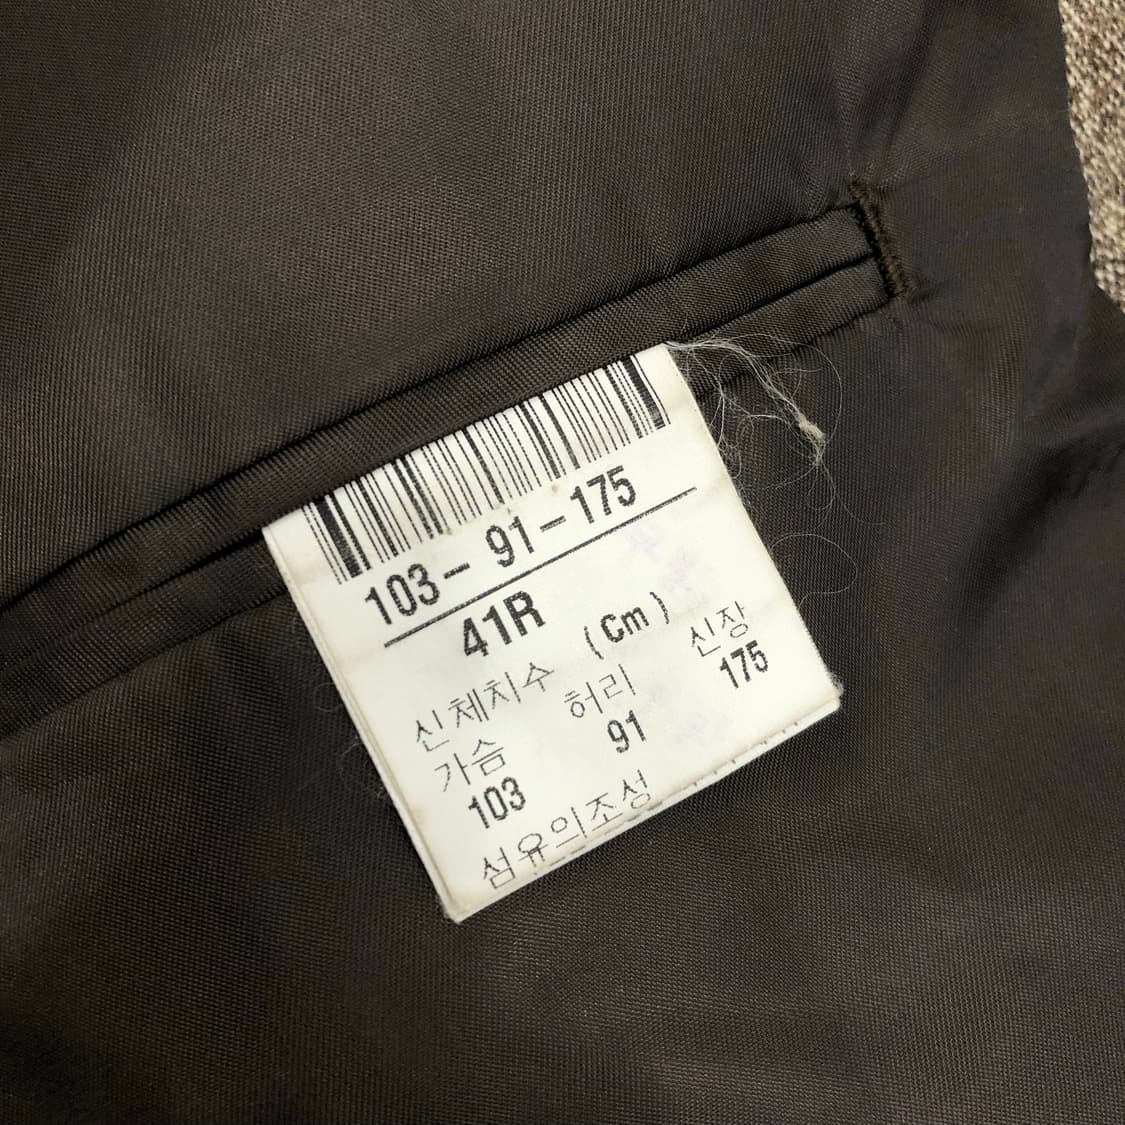 103- 91-175
41R
신체치수 (Cm)
가슴 허리 신장
103 91 175
섬유의조성